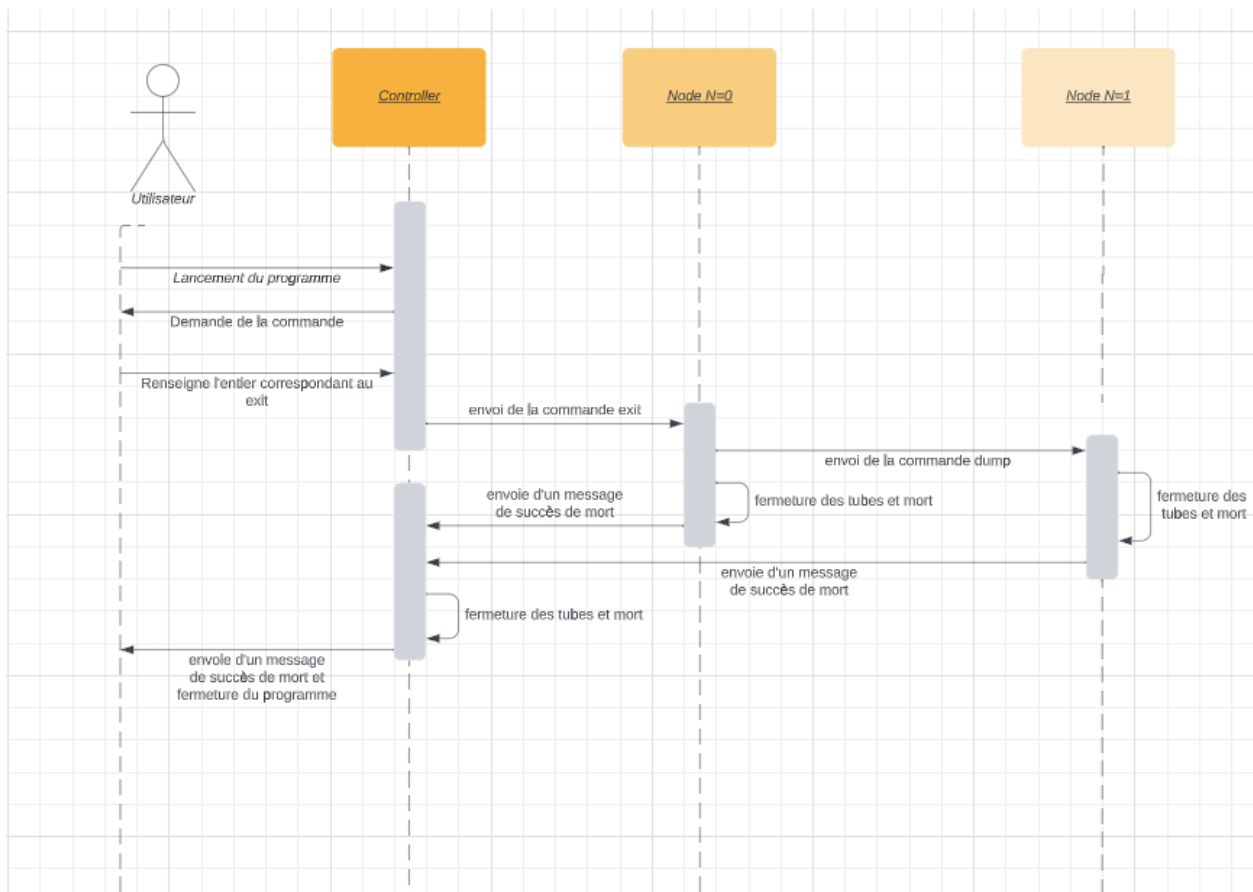 Controller
Node N=0
Node N=1
Utilisateur
Lancement du programme
Demande de la commande
Renseigne l'entier correspondant au
exit
envoi de la commande exit
envoi de la commande dump
fermeture des tubes et mort
fermeture des
tubes et mort
envoie d'un message
de succès de mort
envoie d'un message
de succès de mort
fermeture des tubes et mort
envoie d'un message
de succès de mort et
fermeture du programme